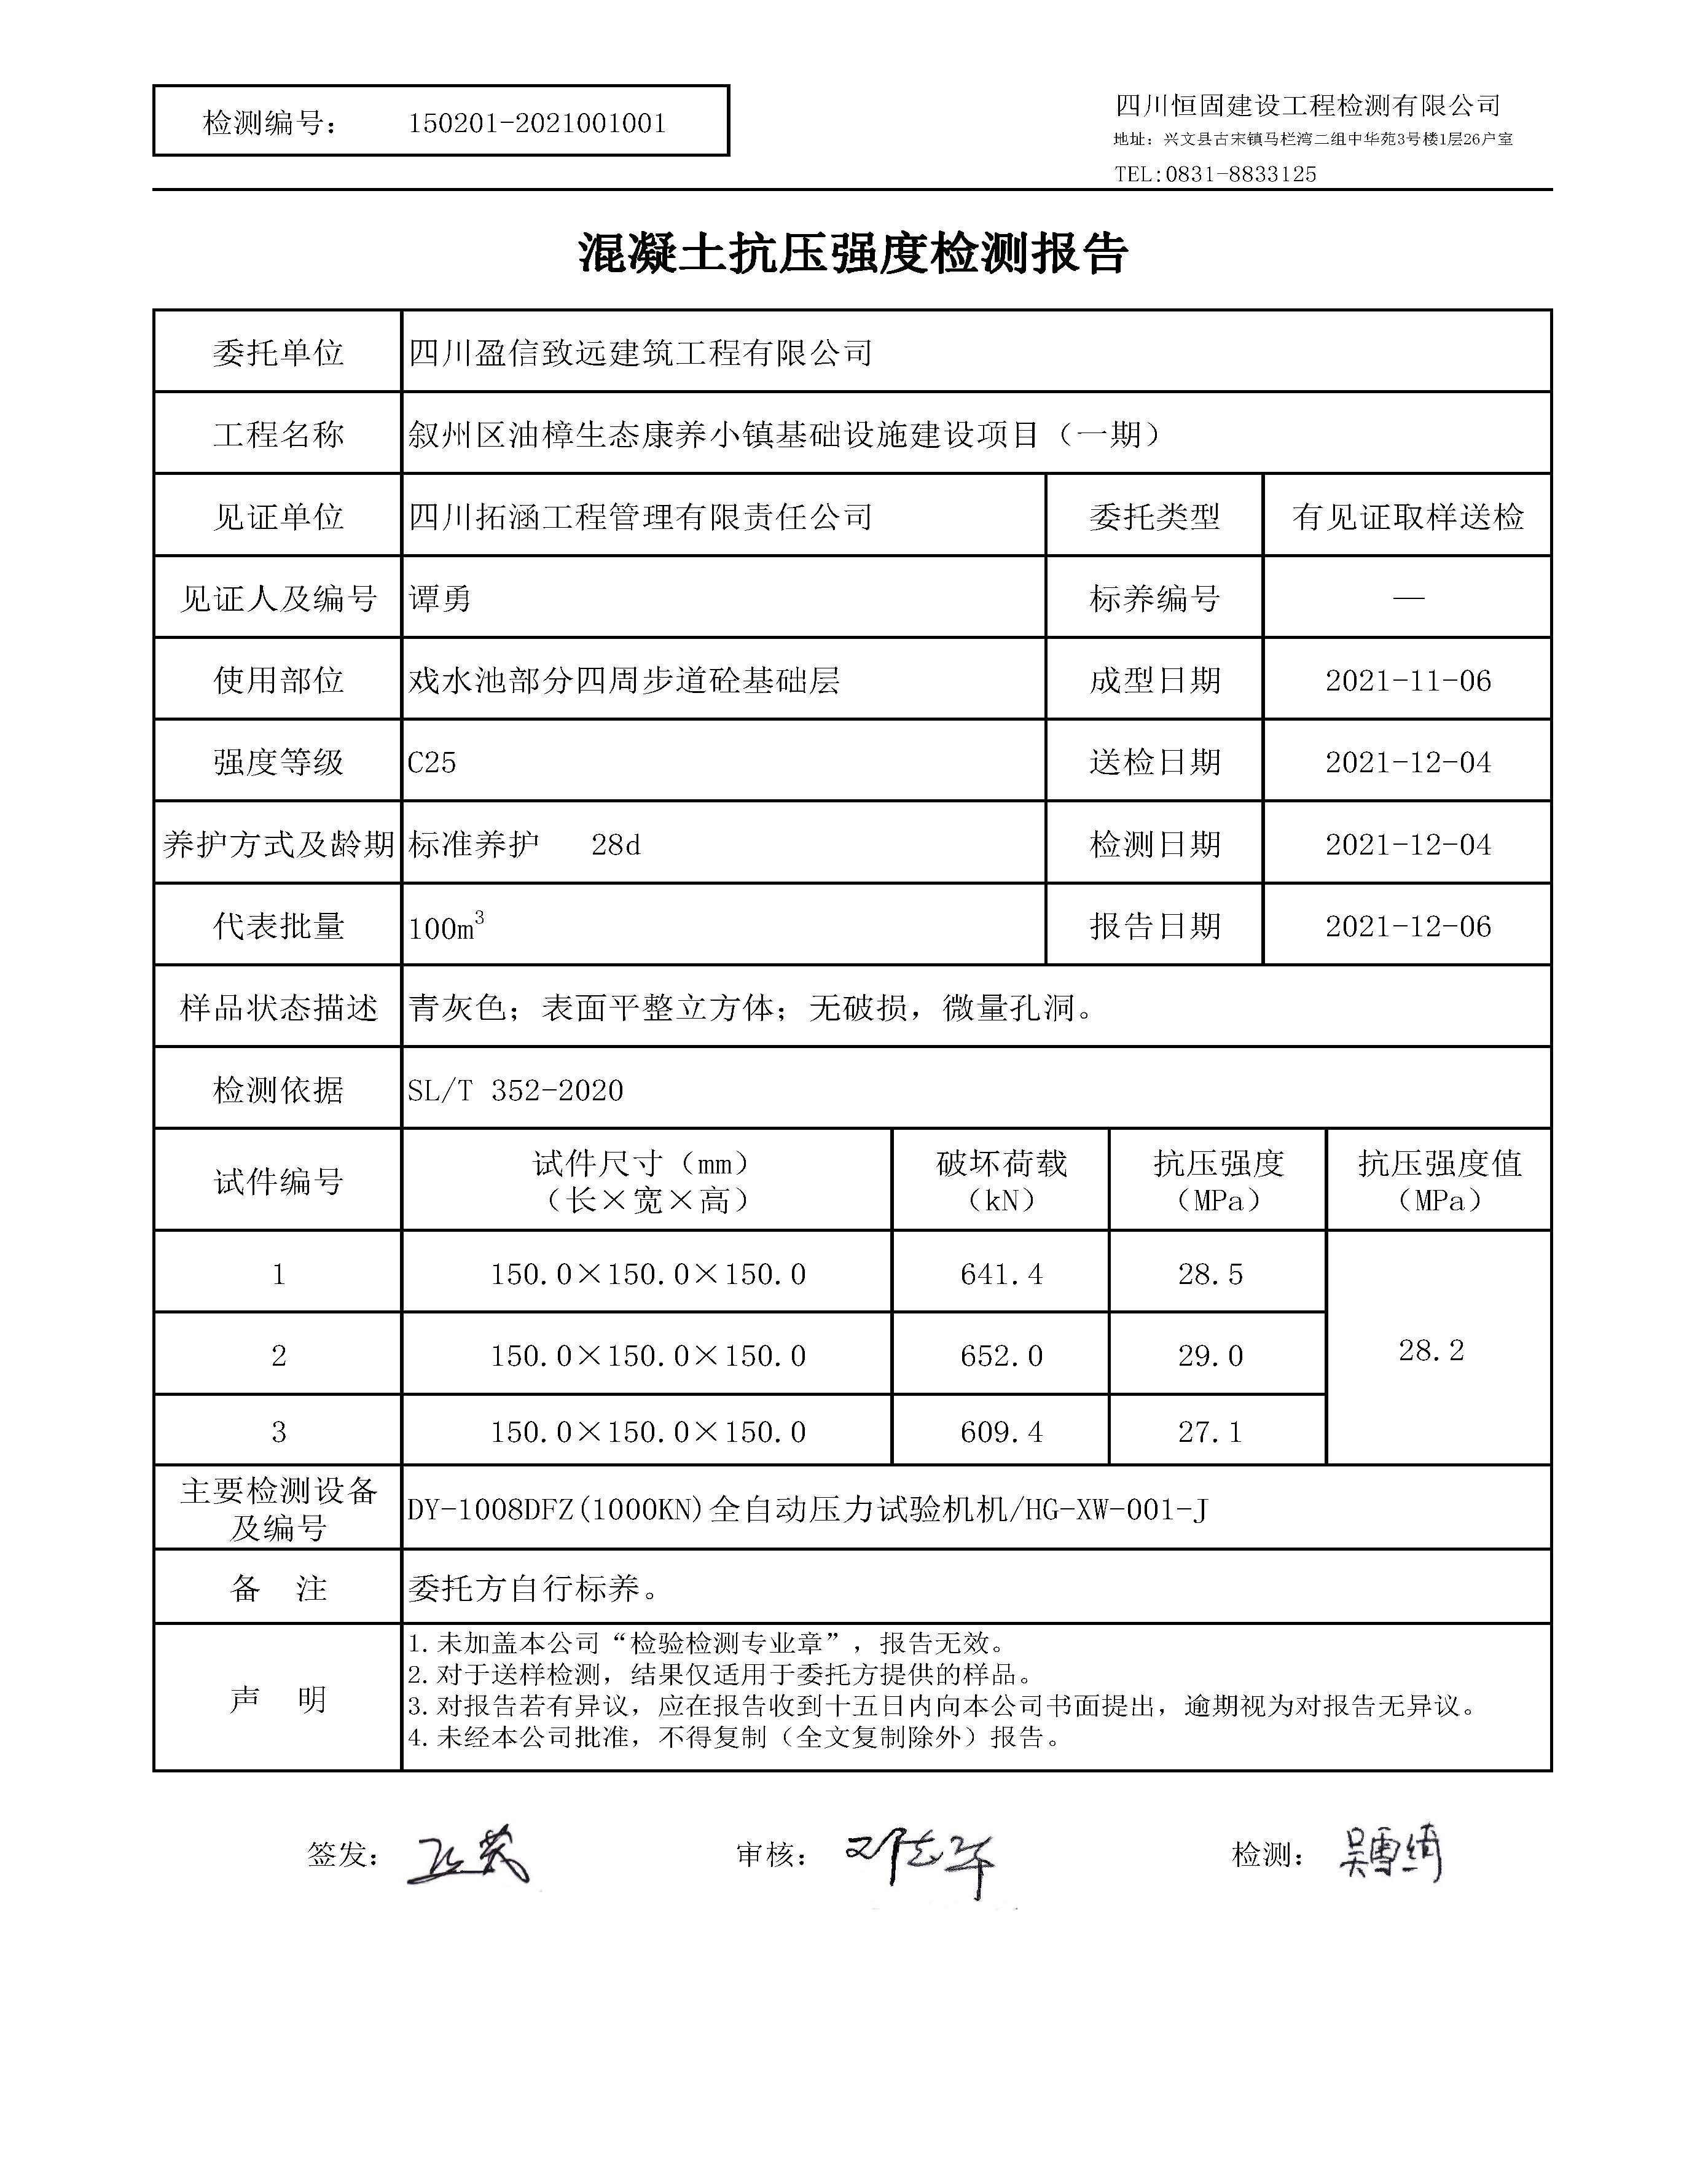 检测编号： 150201-2021001001
四川恒固建设工程检测有限公司
地址：兴文县古宋镇马栏湾二组中华苑3号楼1层26户室
TEL:0831-8833125
混凝土抗压强度检测报告
委托单位 四川盈信致远建筑工程有限公司
工程名称 叙州区油樟生态康养小镇基础设施建设项目（一期）
见证单位 四川拓涵工程管理有限责任公司 委托类型 有见证取样送检
见证人及编号 谭勇 标养编号 —
使用部位 戏水池部分四周步道砼基础层 成型日期 2021-11-06
强度等级 C25 送检日期 2021-12-04
养护方式及龄期 标准养护 28d 检测日期 2021-12-04
代表批量 100m³ 报告日期 2021-12-06
样品状态描述 青灰色；表面平整立方体；无破损，微量孔洞。
检测依据 SL/T 352-2020
试件编号 试件尺寸（mm） 破坏荷载 抗压强度 抗压强度值
（长×宽×高） （kN） （MPa） （MPa）
1 150.0×150.0×150.0 641.4 28.5
2 150.0×150.0×150.0 652.0 29.0 28.2
3 150.0×150.0×150.0 609.4 27.1
主要检测设备
及编号 DY-1008DFZ(1000KN)全自动压力试验机机/HG-XW-001-J
备 注 委托方自行标养。
声 明
1.未加盖本公司“检验检测专业章”，报告无效。
2.对于送样检测，结果仅适用于委托方提供的样品。
3.对报告若有异议，应在报告收到十五日内向本公司书面提出，逾期视为对报告无异议。
4.未经本公司批准，不得复制（全文复制除外）报告。
签发： 审核： 检测：吴雪绮